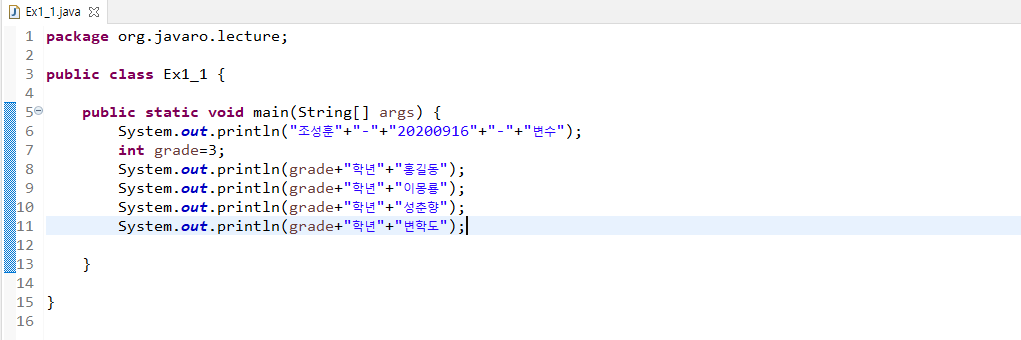 Ex1_1.java
1 package org.javaro.lecture;
2
3 public class Ex1_1 {
4
5 public static void main(String[] args) {
6 System.out.println("조성훈"+"-"+"20200916"+"-"+"변수");
7 int grade=3;
8 System.out.println(grade+"학년"+"홍길동");
9 System.out.println(grade+"학년"+"이몽룡");
10 System.out.println(grade+"학년"+"성춘향");
11 System.out.println(grade+"학년"+"변학도");
12
13 }
14
15 }
16